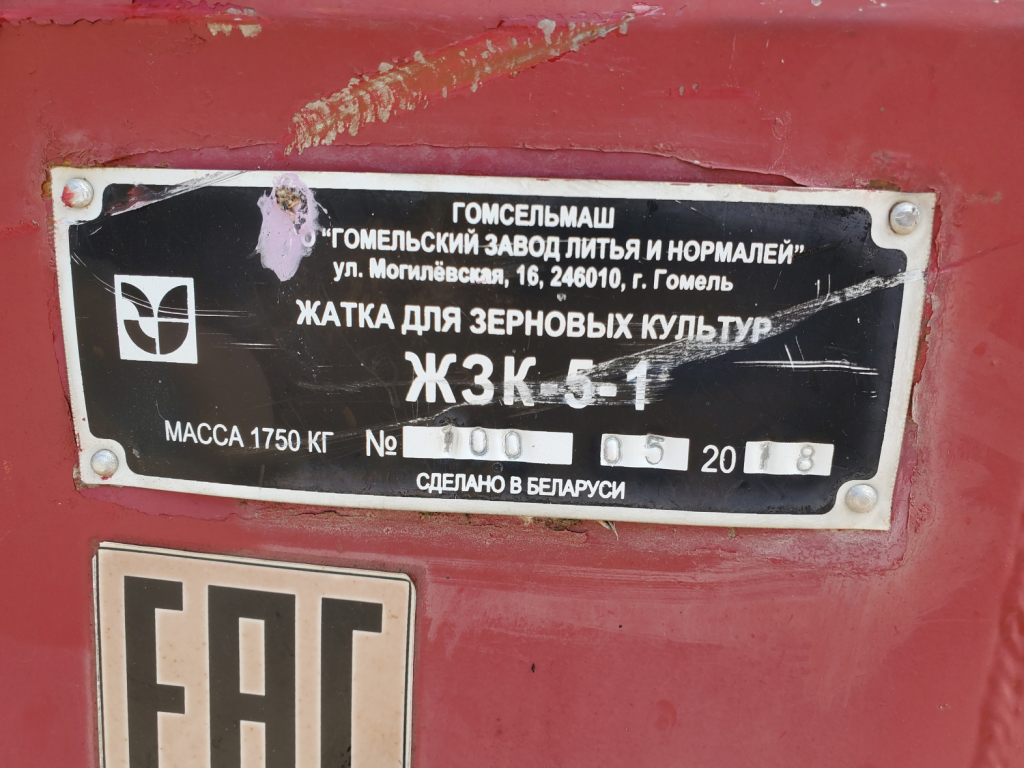 ГОМСЕЛЬМАШ
О "ГОМЕЛЬСКИЙ ЗАВОД ЛИТЬЯ И НОРМАЛЕЙ"
ул. Могилёвская, 16, 246010, г. Гомель
ЖАТКА ДЛЯ ЗЕРНОВЫХ КУЛЬТУР
ЖЗК-5-1
МАССА 1750 КГ № 100 05 2018
СДЕЛАНО В БЕЛАРУСИ
ЕАС